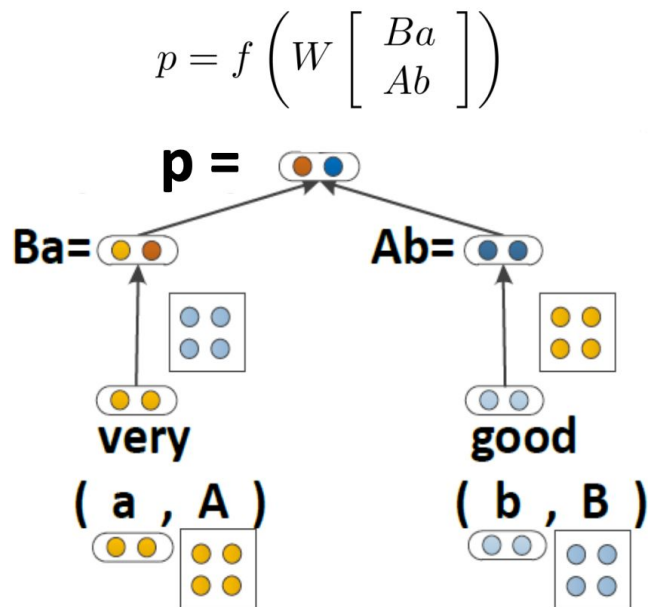 p = f ( W [ Ba
Ab ] )
p =
Ba= Ab=
very good
( a , A ) ( b , B )